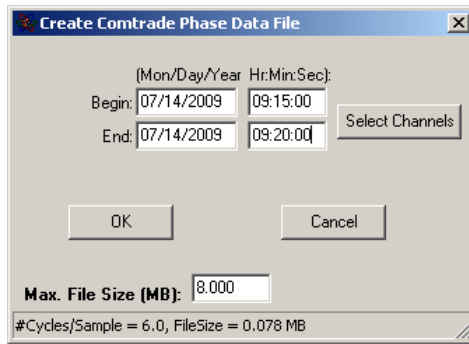 Create Comtrade Phase Data File
(Mon/Day/Year Hr:Min:Sec):
Begin: 07/14/2009 09:15:00
End: 07/14/2009 09:20:00
Select Channels
OK Cancel
Max. File Size (MB): 8.000
#Cycles/Sample = 6.0, FileSize = 0.078 MB